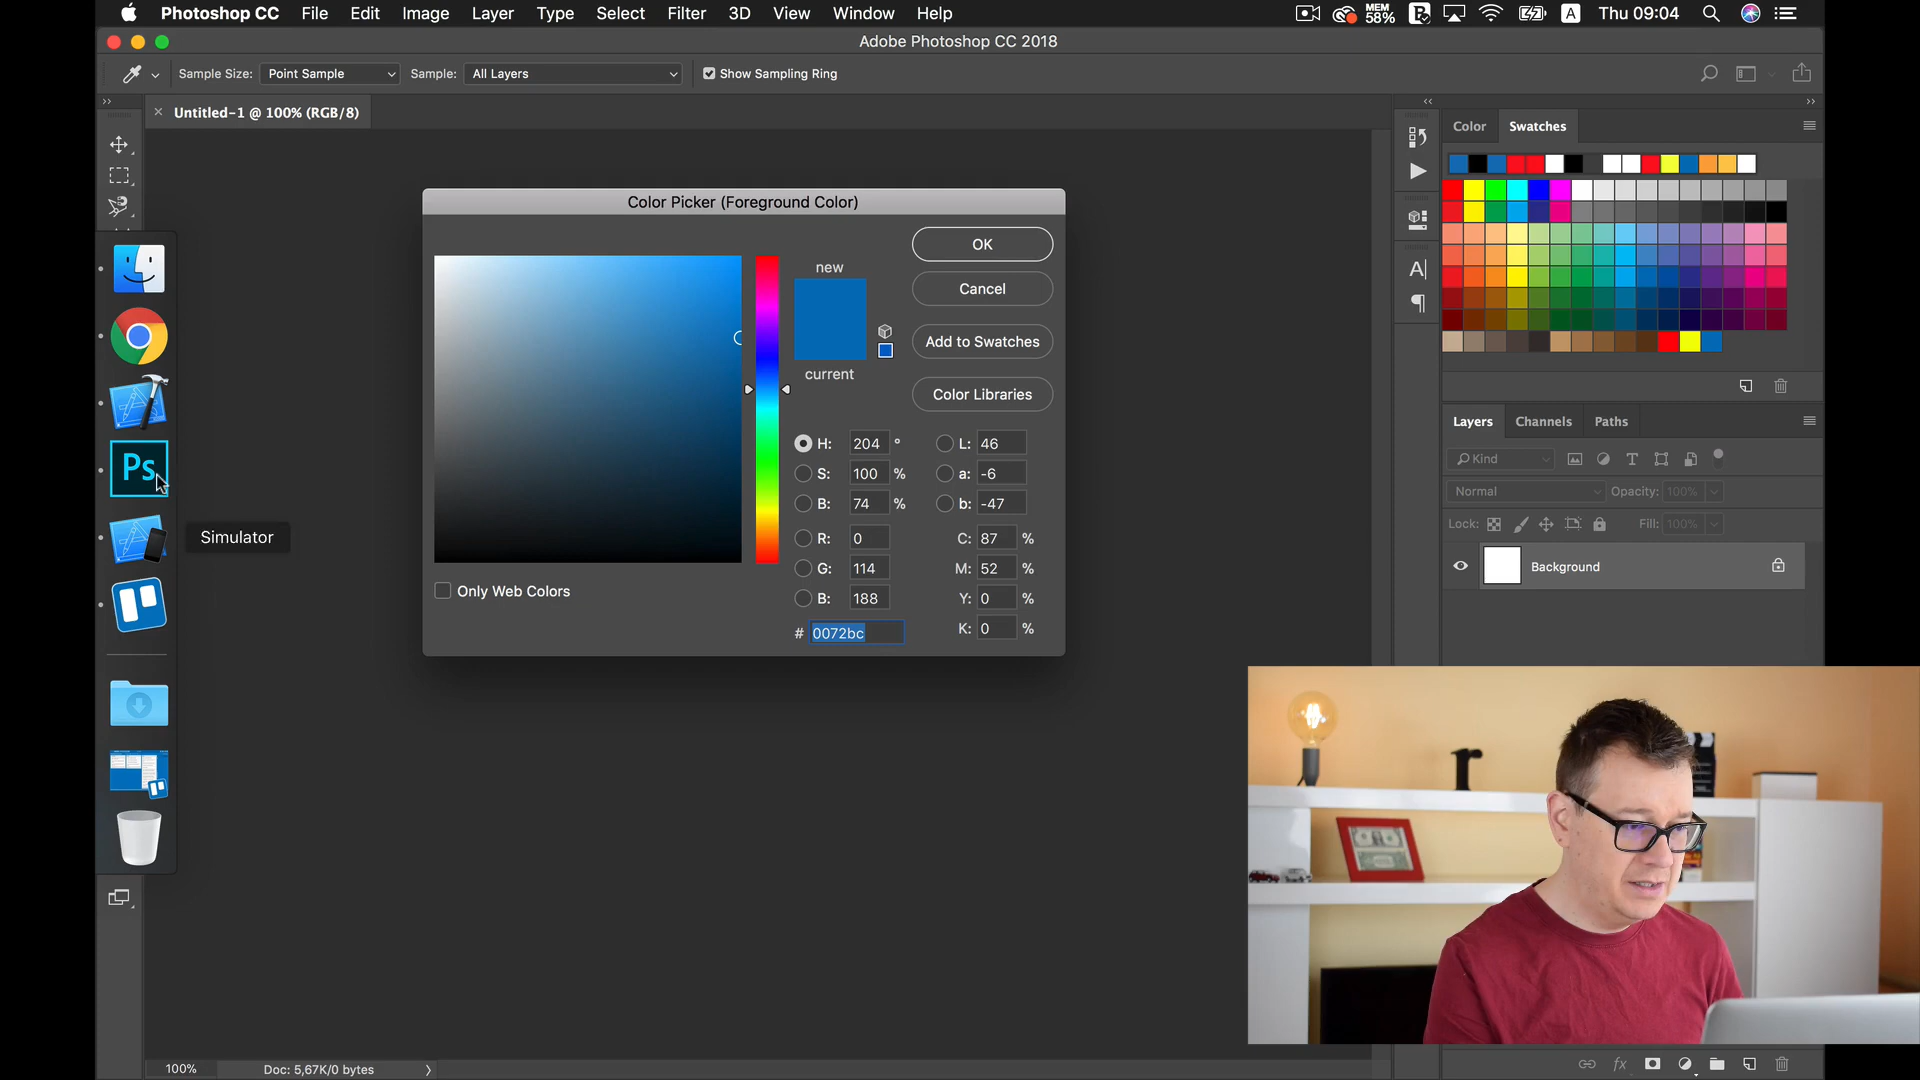 Photoshop CC File Edit Image Layer Type Select Filter 3D View Window Help MEM 58% A Thu 09:04
Adobe Photoshop CC 2018
Sample Size: Point Sample Sample: All Layers Show Sampling Ring
Untitled-1 @ 100% (RGB/8)
Color Swatches
Color Picker (Foreground Color)
OK
new
Cancel
Add to Swatches
current
Color Libraries
H: 204 ° L: 46
S: 100 % a: -6
B: 74 % b: -47
R: 0 C: 87 %
G: 114 M: 52 %
B: 188 Y: 0 %
# 0072bc K: 0 %
Only Web Colors
Ps
Simulator
Layers Channels Paths
Kind
Normal Opacity: 100%
Lock: Fill: 100%
Background
100% Doc: 5,67K/0 bytes
fx